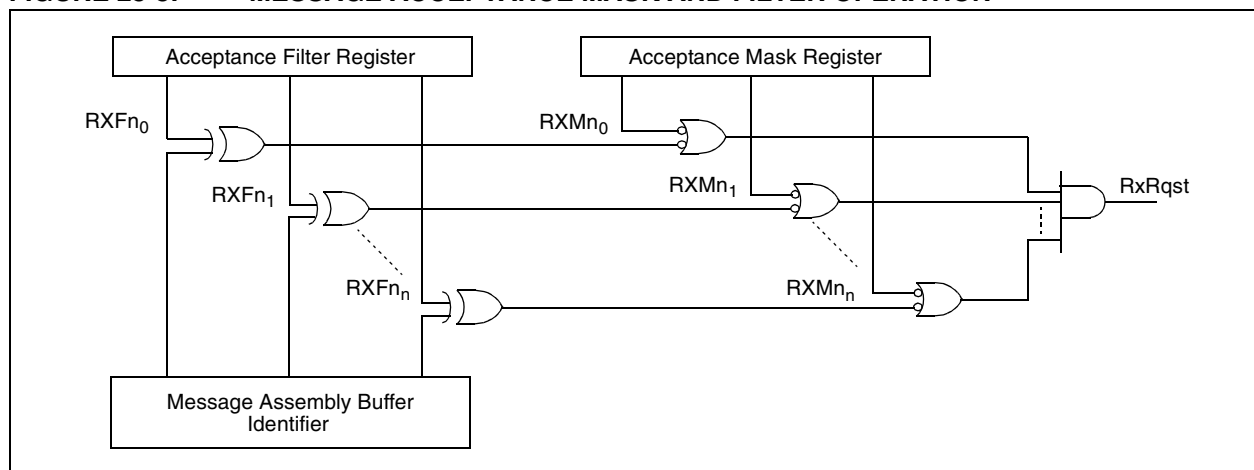 Acceptance Filter Register
Acceptance Mask Register
RXFn0
RXMn0
RXFn1
RXMn1
RxRqst
RXFnn
RXMnn
Message Assembly Buffer
Identifier